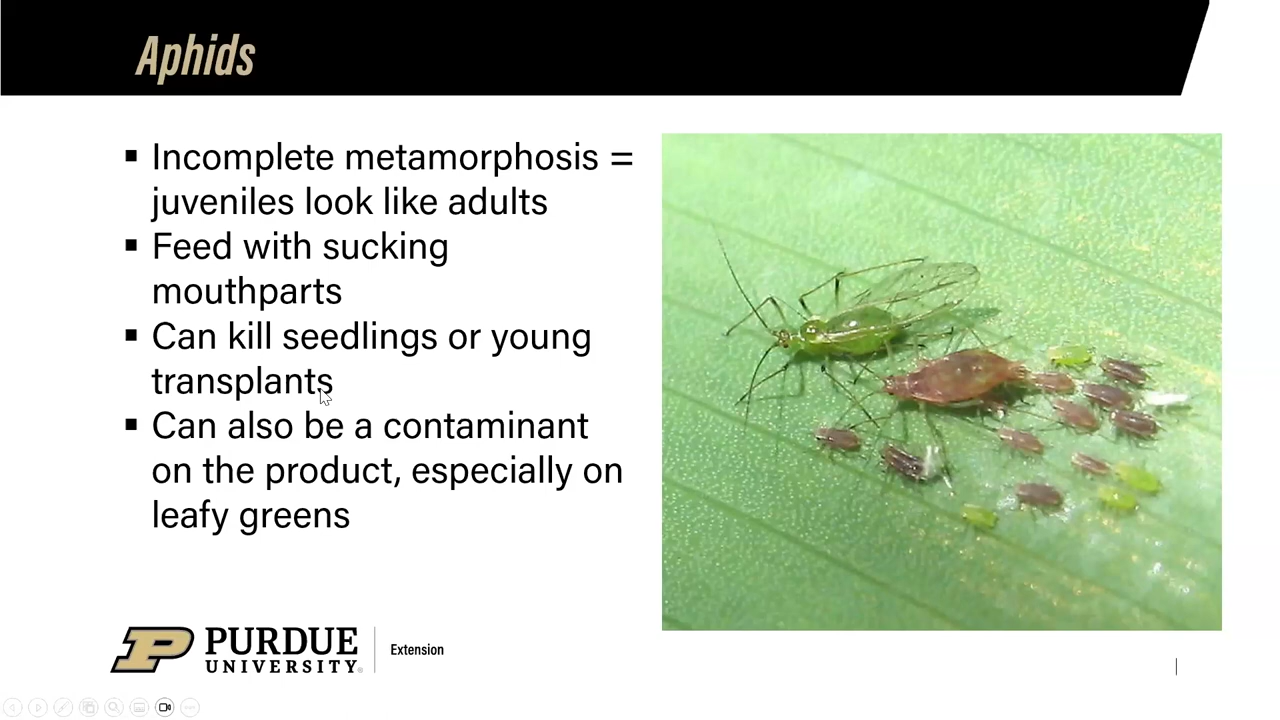 Aphids
▪ Incomplete metamorphosis =
juveniles look like adults
▪ Feed with sucking
mouthparts
▪ Can kill seedlings or young
transplants
▪ Can also be a contaminant
on the product, especially on
leafy greens
PURDUE
UNIVERSITY®
Extension